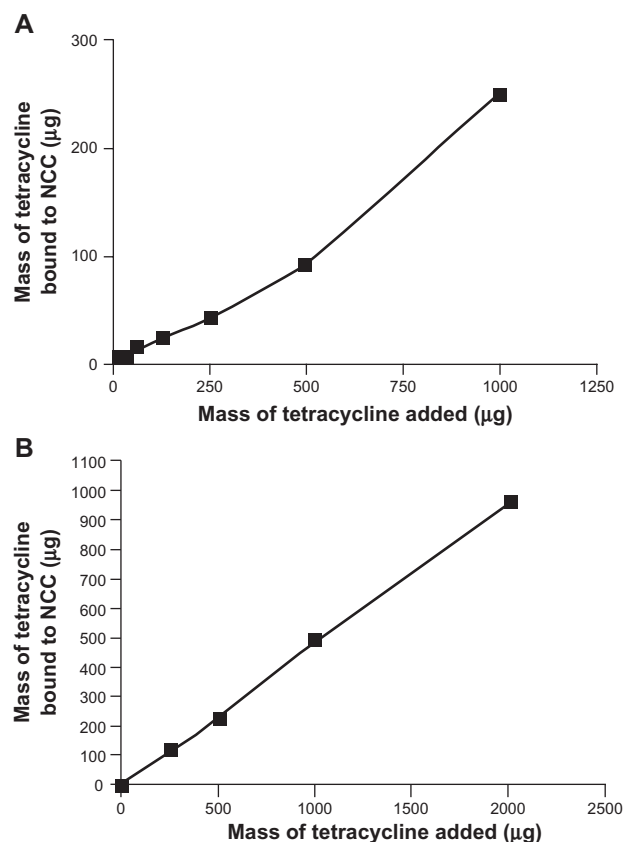 A
300
200
100
0
Mass of tetracycline
bound to NCC (μg)
0 250 500 750 1000 1250
Mass of tetracycline added (μg)
B
1100
1000
900
800
700
600
500
400
300
200
100
0
Mass of tetracycline
bound to NCC (μg)
0 500 1000 1500 2000 2500
Mass of tetracycline added (μg)